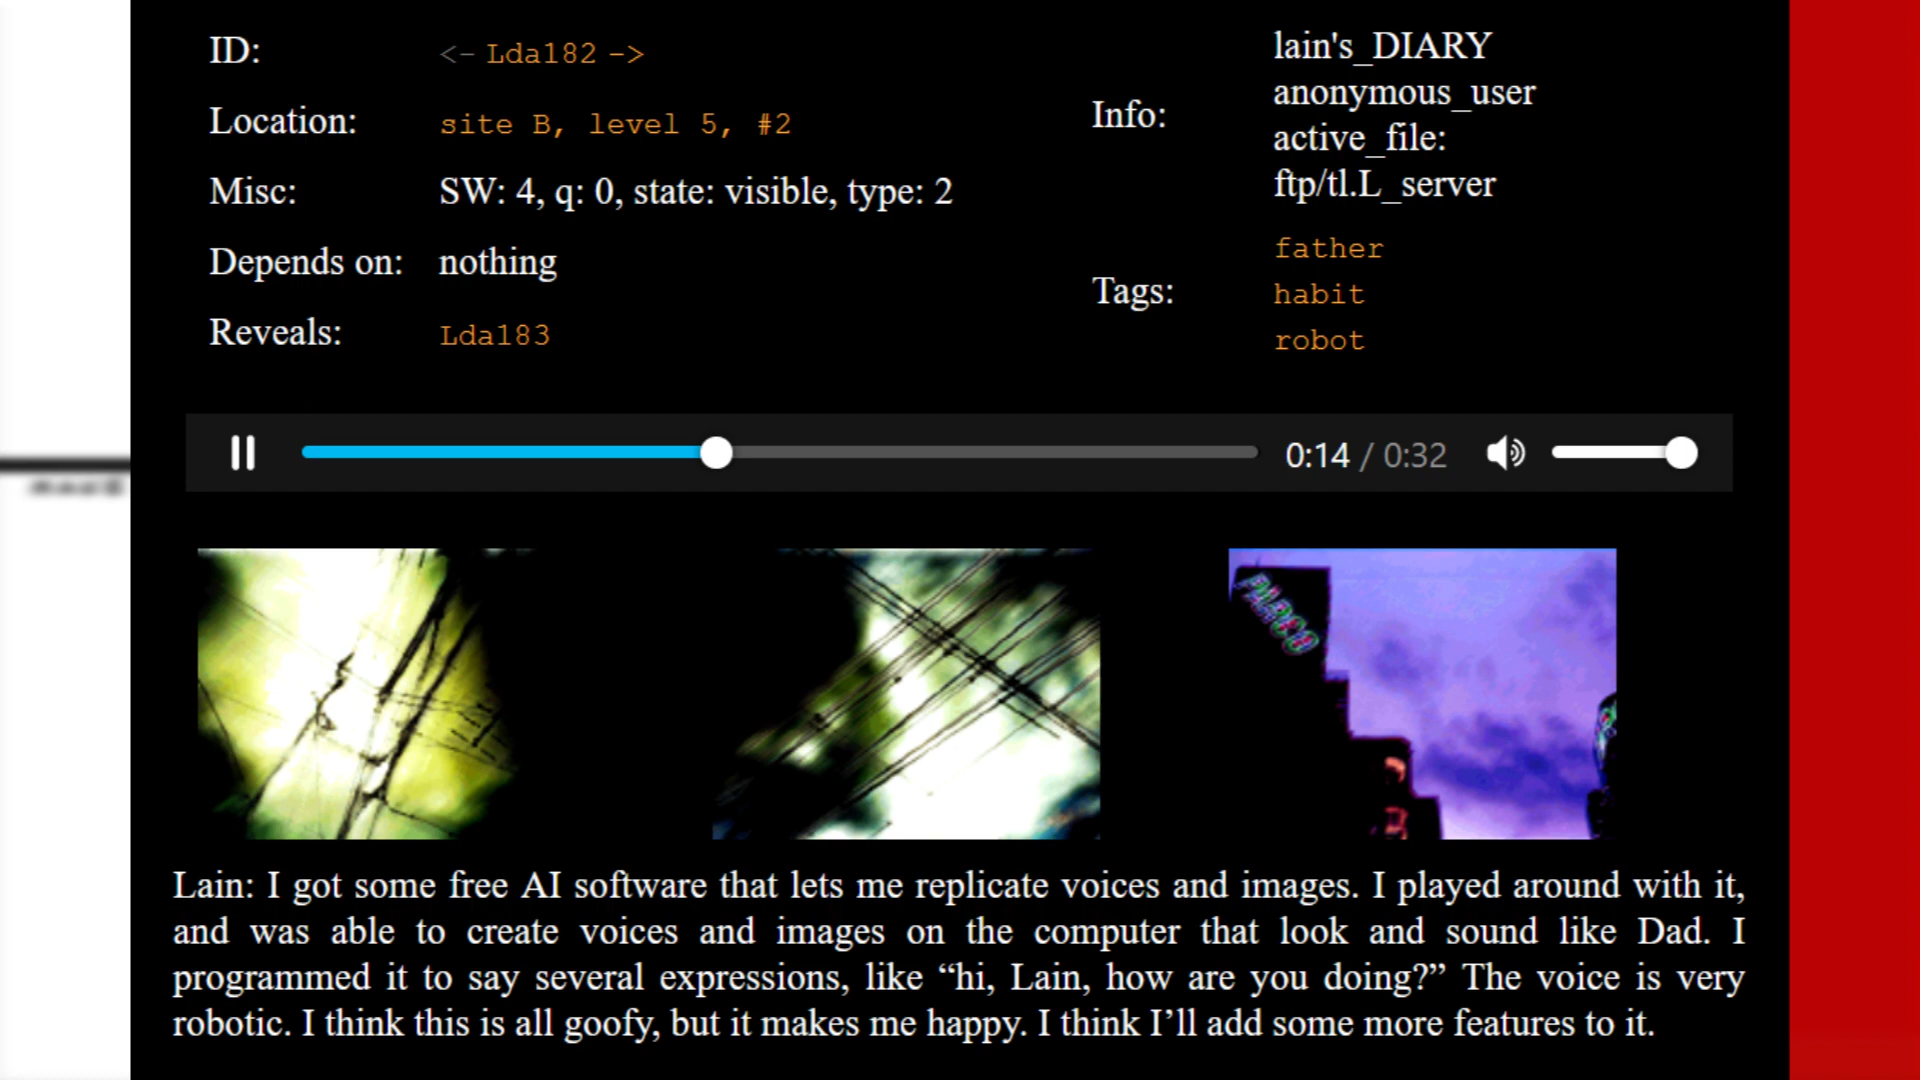 ID: <- Lda182 ->
Location: site B, level 5, #2
Misc: SW: 4, q: 0, state: visible, type: 2
Depends on: nothing
Reveals: Lda183
Info: lain's_DIARY
anonymous_user
active_file:
ftp/tl.L_server
Tags: father
habit
robot
0:14 / 0:32
PARCO
Lain: I got some free AI software that lets me replicate voices and images. I played around with it,
and was able to create voices and images on the computer that look and sound like Dad. I
programmed it to say several expressions, like “hi, Lain, how are you doing?” The voice is very
robotic. I think this is all goofy, but it makes me happy. I think I’ll add some more features to it.